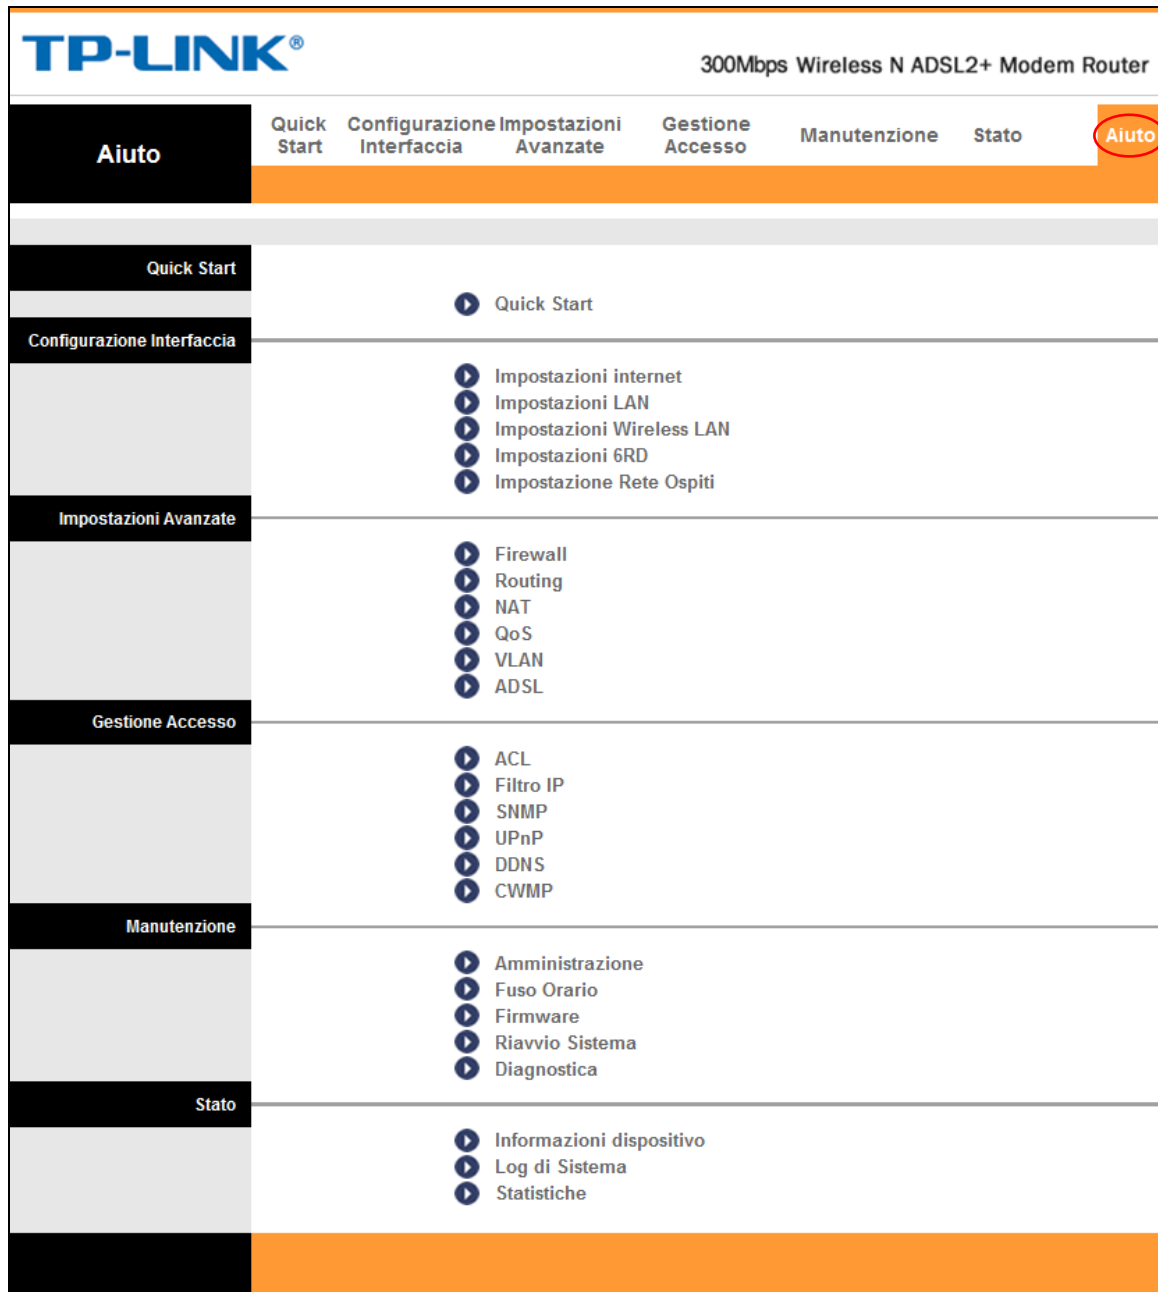 TP-LINK®
300Mbps Wireless N ADSL2+ Modem Router
Aiuto
Quick Start
Configurazione Interfaccia
Impostazioni Avanzate
Gestione Accesso
Manutenzione
Stato
Aiuto
Quick Start
Quick Start
Configurazione Interfaccia
Impostazioni internet
Impostazioni LAN
Impostazioni Wireless LAN
Impostazioni 6RD
Impostazione Rete Ospiti
Impostazioni Avanzate
Firewall
Routing
NAT
QoS
VLAN
ADSL
Gestione Accesso
ACL
Filtro IP
SNMP
UPnP
DDNS
CWMP
Manutenzione
Amministrazione
Fuso Orario
Firmware
Riavvio Sistema
Diagnostica
Stato
Informazioni dispositivo
Log di Sistema
Statistiche